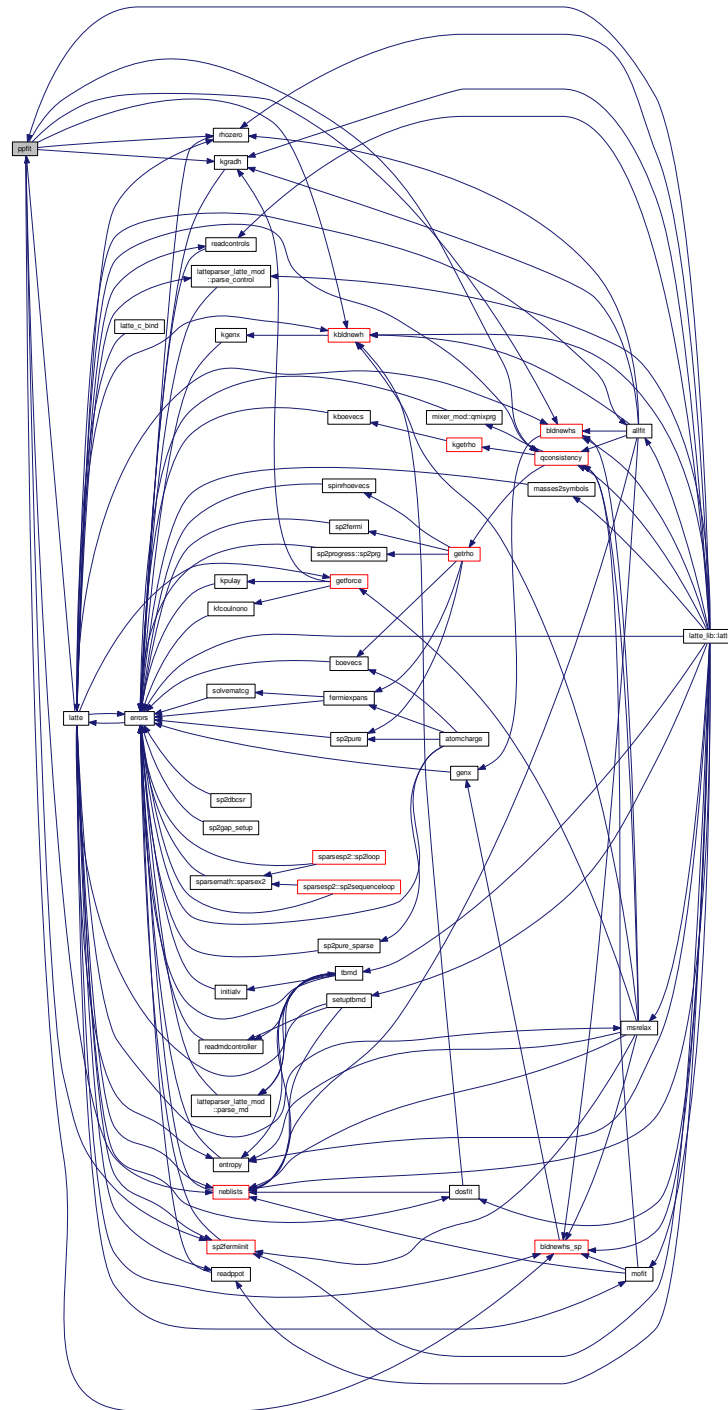 rhozero
ppfit
kgradh
readcontrols
latteparser_latte_mod
::parse_control
latte_c_bind
kgenx
kbldnewh
kboevecs
mixer_mod::qmixprg
kgetrho
bldnewhs
allfit
qconsistency
masses2symbols
spinrhoevecs
sp2fermi
sp2progress::sp2prg
getrho
kpulay
getforce
kfcoulnono
latte_lib::latte
boevecs
solvematcg
fermiexpans
latte
errors
sp2pure
atomcharge
genx
sp2dbcsr
sp2gap_setup
sparsesp2::sp2loop
sparsemath::sparsex2
sparsesp2::sp2sequenceloop
sp2pure_sparse
tbmd
initialv
setuptbmd
msrelax
readmdcontroller
latteparser_latte_mod
::parse_md
entropy
neblists
dosfit
sp2fermiinit
bldnewhs_sp
readppot
mofit